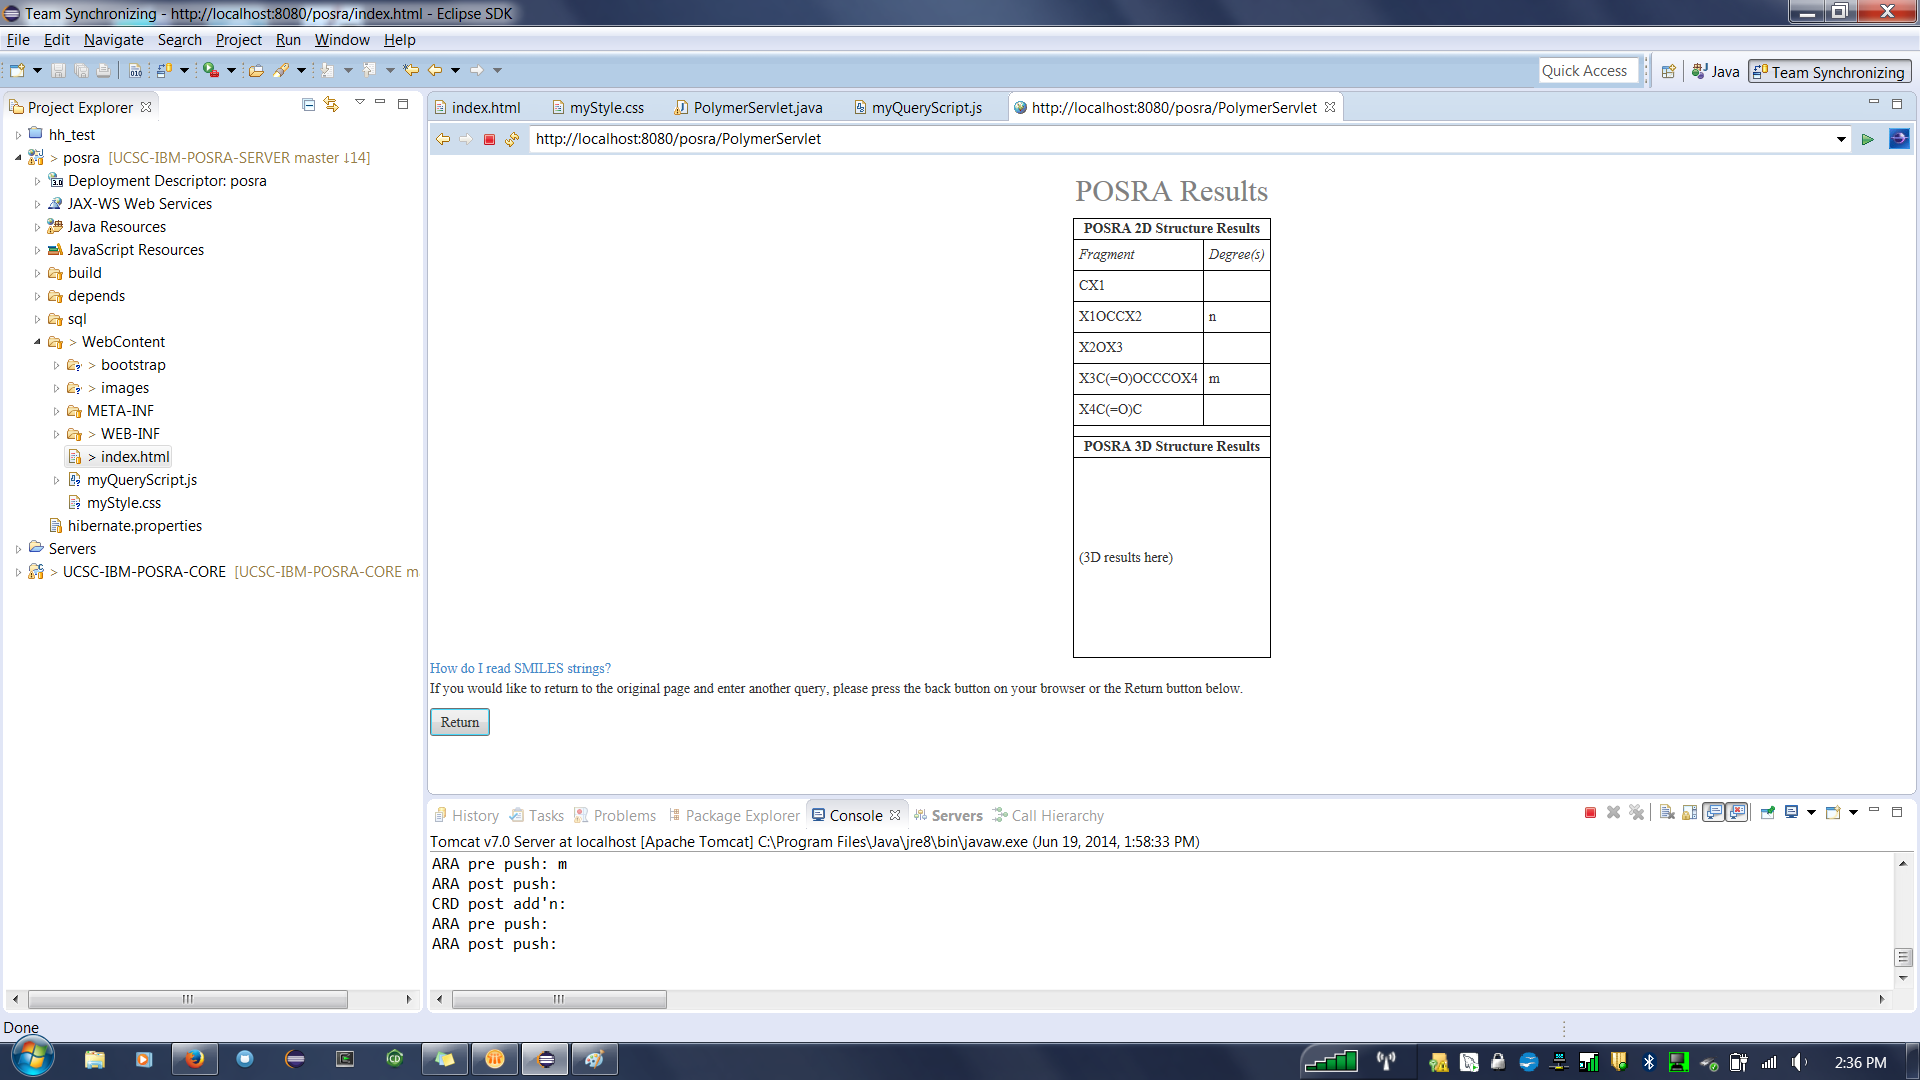 Team Synchronizing - http://localhost:8080/posra/index.html - Eclipse SDK
File Edit Navigate Search Project Run Window Help
Quick Access Java Team Synchronizing
Project Explorer
hh_test
> posra [UCSC-IBM-POSRA-SERVER master ↓14]
Deployment Descriptor: posra
JAX-WS Web Services
Java Resources
JavaScript Resources
build
depends
sql
> WebContent
> bootstrap
> images
META-INF
> WEB-INF
> index.html
myQueryScript.js
myStyle.css
hibernate.properties
Servers
> UCSC-IBM-POSRA-CORE [UCSC-IBM-POSRA-CORE m
index.html myStyle.css PolymerServlet.java myQueryScript.js http://localhost:8080/posra/PolymerServlet
http://localhost:8080/posra/PolymerServlet
POSRA Results
POSRA 2D Structure Results
Fragment Degree(s)
CX1
X1OCCX2 n
X2OX3
X3C(=O)OCCCOX4 m
X4C(=O)C
POSRA 3D Structure Results
(3D results here)
How do I read SMILES strings?
If you would like to return to the original page and enter another query, please press the back button on your browser or the Return button below.
Return
History Tasks Problems Package Explorer Console Servers Call Hierarchy
Tomcat v7.0 Server at localhost [Apache Tomcat] C:\Program Files\Java\jre8\bin\javaw.exe (Jun 19, 2014, 1:58:33 PM)
ARA pre push: m
ARA post push:
CRD post add'n:
ARA pre push:
ARA post push:
Done
2:36 PM